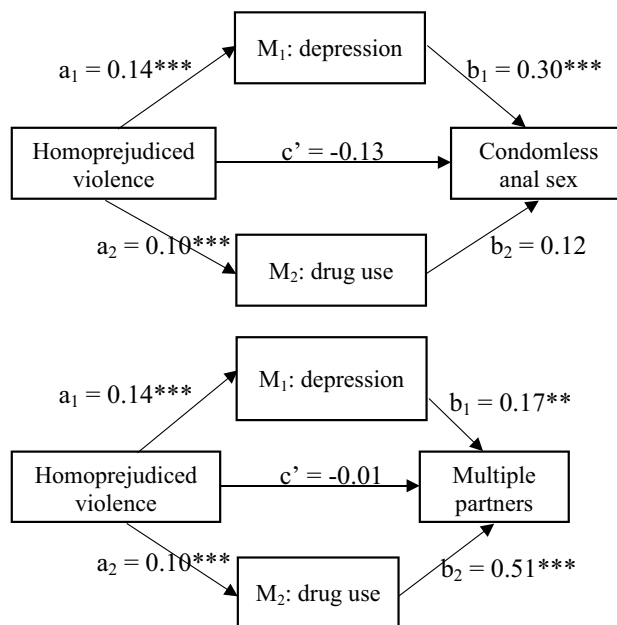 M₁: depression
a₁ = 0.14***
b₁ = 0.30***
Homoprejudiced
violence
c’ = -0.13
Condomless
anal sex
a₂ = 0.10***
M₂: drug use
b₂ = 0.12
M₁: depression
a₁ = 0.14***
b₁ = 0.17**
Homoprejudiced
violence
c’ = -0.01
Multiple
partners
a₂ = 0.10***
M₂: drug use
b₂ = 0.51***